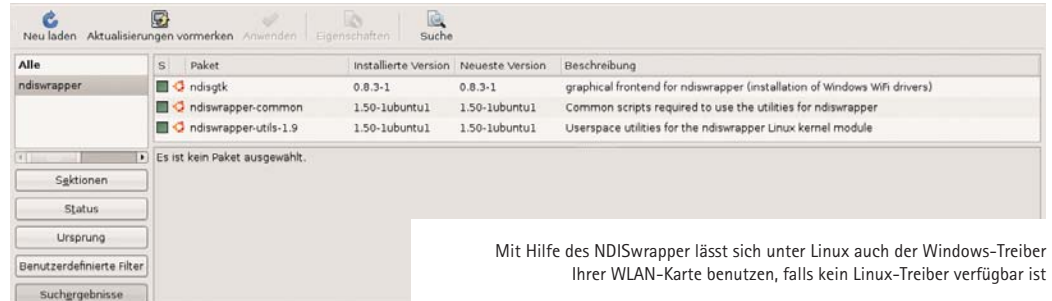 Neu laden Aktualisierungen vormerken Anwenden Eigenschaften Suche
Alle
ndiswrapper
S Paket Installierte Version Neueste Version Beschreibung
ndisgtk 0.8.3-1 0.8.3-1 graphical frontend for ndiswrapper (installation of Windows WiFi drivers)
ndiswrapper-common 1.50-1ubuntu1 1.50-1ubuntu1 Common scripts required to use the utilities for ndiswrapper
ndiswrapper-utils-1.9 1.50-1ubuntu1 1.50-1ubuntu1 Userspace utilities for the ndiswrapper Linux kernel module
Es ist kein Paket ausgewählt.
Sektionen
Status
Ursprung
Benutzerdefinierte Filter
Suchergebnisse
Mit Hilfe des NDISwrapper lässt sich unter Linux auch der Windows-Treiber
Ihrer WLAN-Karte benutzen, falls kein Linux-Treiber verfügbar ist